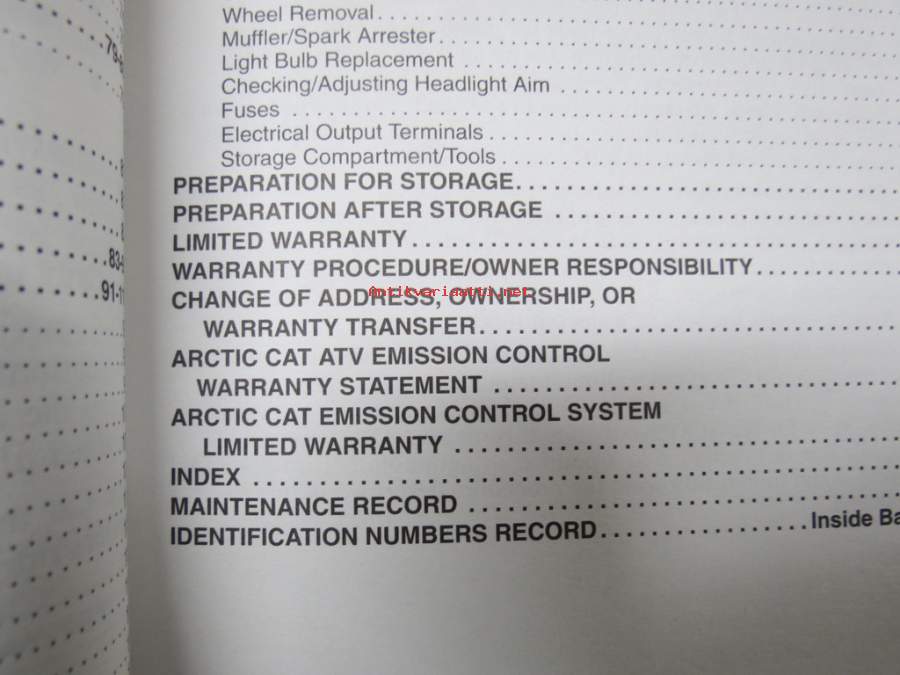 Wheel Removal. . . . . . . . . . . . . . . . . . . . . . . . . . . . . . .
Muffler/Spark Arrester. . . . . . . . . . . . . . . . . . . . . . . . . . .
Light Bulb Replacement . . . . . . . . . . . . . . . . . . . . . . . . .
Checking/Adjusting Headlight Aim . . . . . . . . . . . . . . . . . .
Fuses . . . . . . . . . . . . . . . . . . . . . . . . . . . . . . . . . . . . .
Electrical Output Terminals . . . . . . . . . . . . . . . . . . . . . . .
Storage Compartment/Tools . . . . . . . . . . . . . . . . . . . . . .
PREPARATION FOR STORAGE. . . . . . . . . . . . . . . . . . . . . .
PREPARATION AFTER STORAGE . . . . . . . . . . . . . . . . . . .
LIMITED WARRANTY. . . . . . . . . . . . . . . . . . . . . . . . . . . . .
WARRANTY PROCEDURE/OWNER RESPONSIBILITY. . . . . . . .
CHANGE OF ADDRESS, OWNERSHIP, OR
WARRANTY TRANSFER. . . . . . . . . . . . . . . . . . . . . . . . .
ARCTIC CAT ATV EMISSION CONTROL
WARRANTY STATEMENT . . . . . . . . . . . . . . . . . . . . . . . .
ARCTIC CAT EMISSION CONTROL SYSTEM
LIMITED WARRANTY . . . . . . . . . . . . . . . . . . . . . . . . . .
INDEX . . . . . . . . . . . . . . . . . . . . . . . . . . . . . . . . . . . . .
MAINTENANCE RECORD . . . . . . . . . . . . . . . . . . . . . . . . .
IDENTIFICATION NUMBERS RECORD. . . . . . . . . . . . . . . . Inside Ba
Antikvariaatti.net